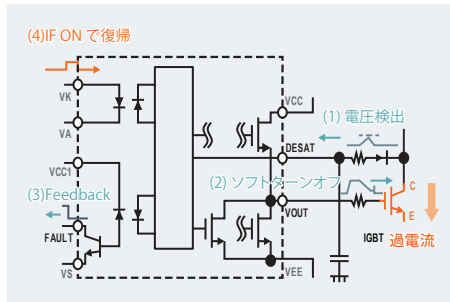 (4)IF ON で復帰
VK
VA
VCC1
(3)Feedback
FAULT
VS
VCC
(1) 電圧検出
DESAT
(2) ソフトターンオフ
VOUT
VEE
C
E
IGBT
過電流